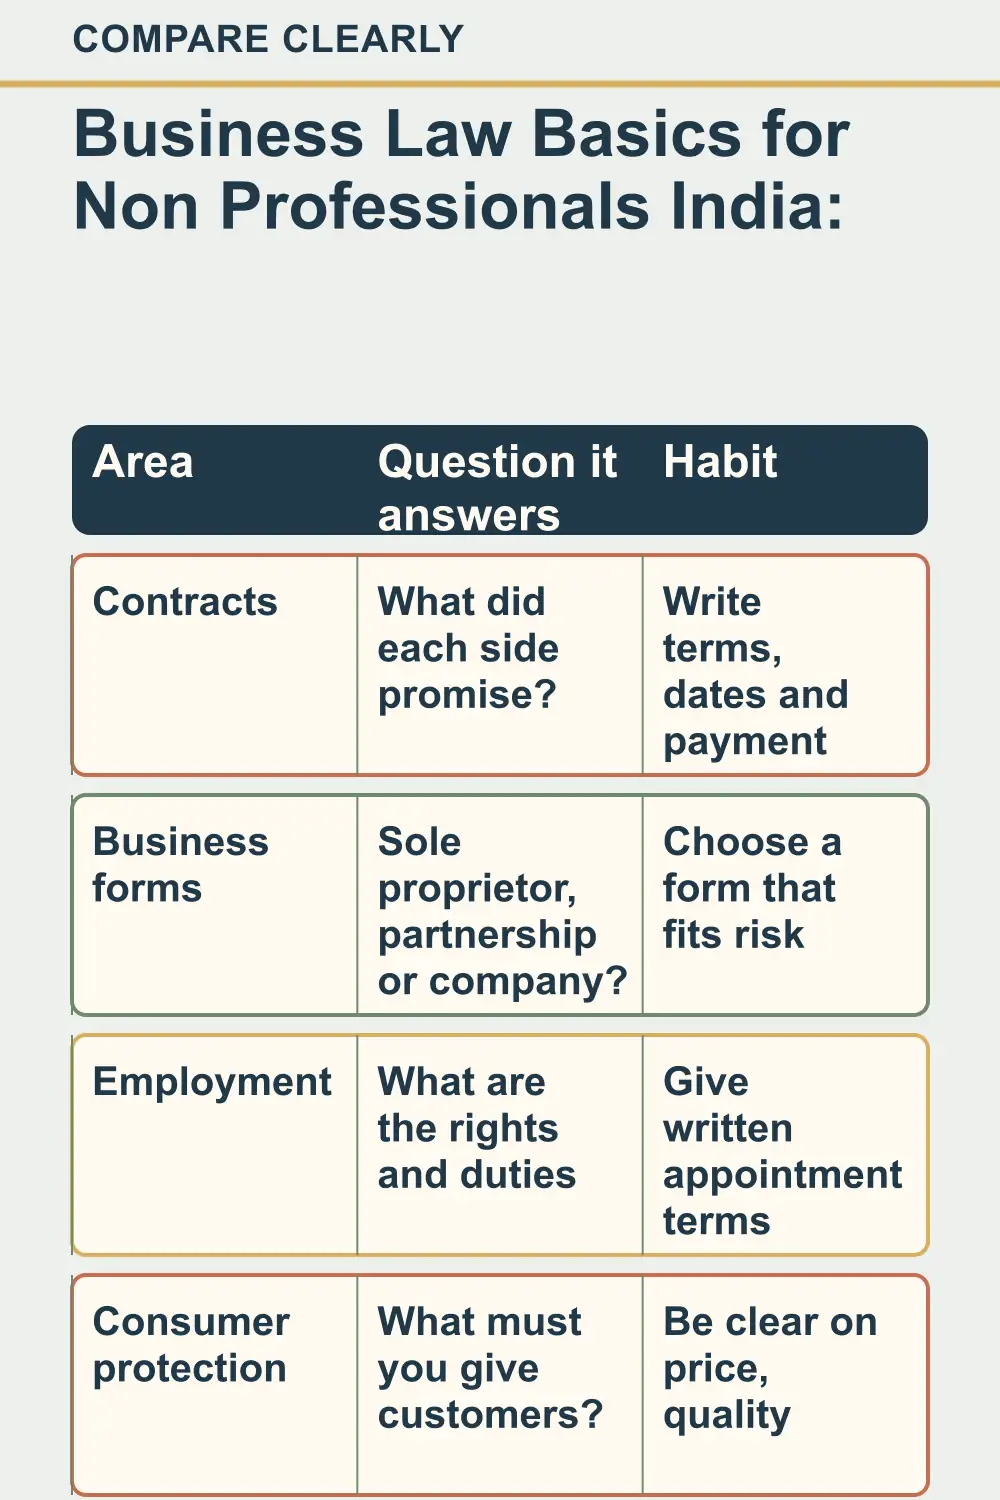 COMPARE CLEARLY
Business Law Basics for
Non Professionals India:
Area
Question it
answers
Habit
Contracts
What did
each side
promise?
Write
terms,
dates and
payment
Business
forms
Sole
proprietor,
partnership
or company?
Choose a
form that
fits risk
Employment
What are
the rights
and duties
Give
written
appointment
terms
Consumer
protection
What must
you give
customers?
Be clear on
price,
quality